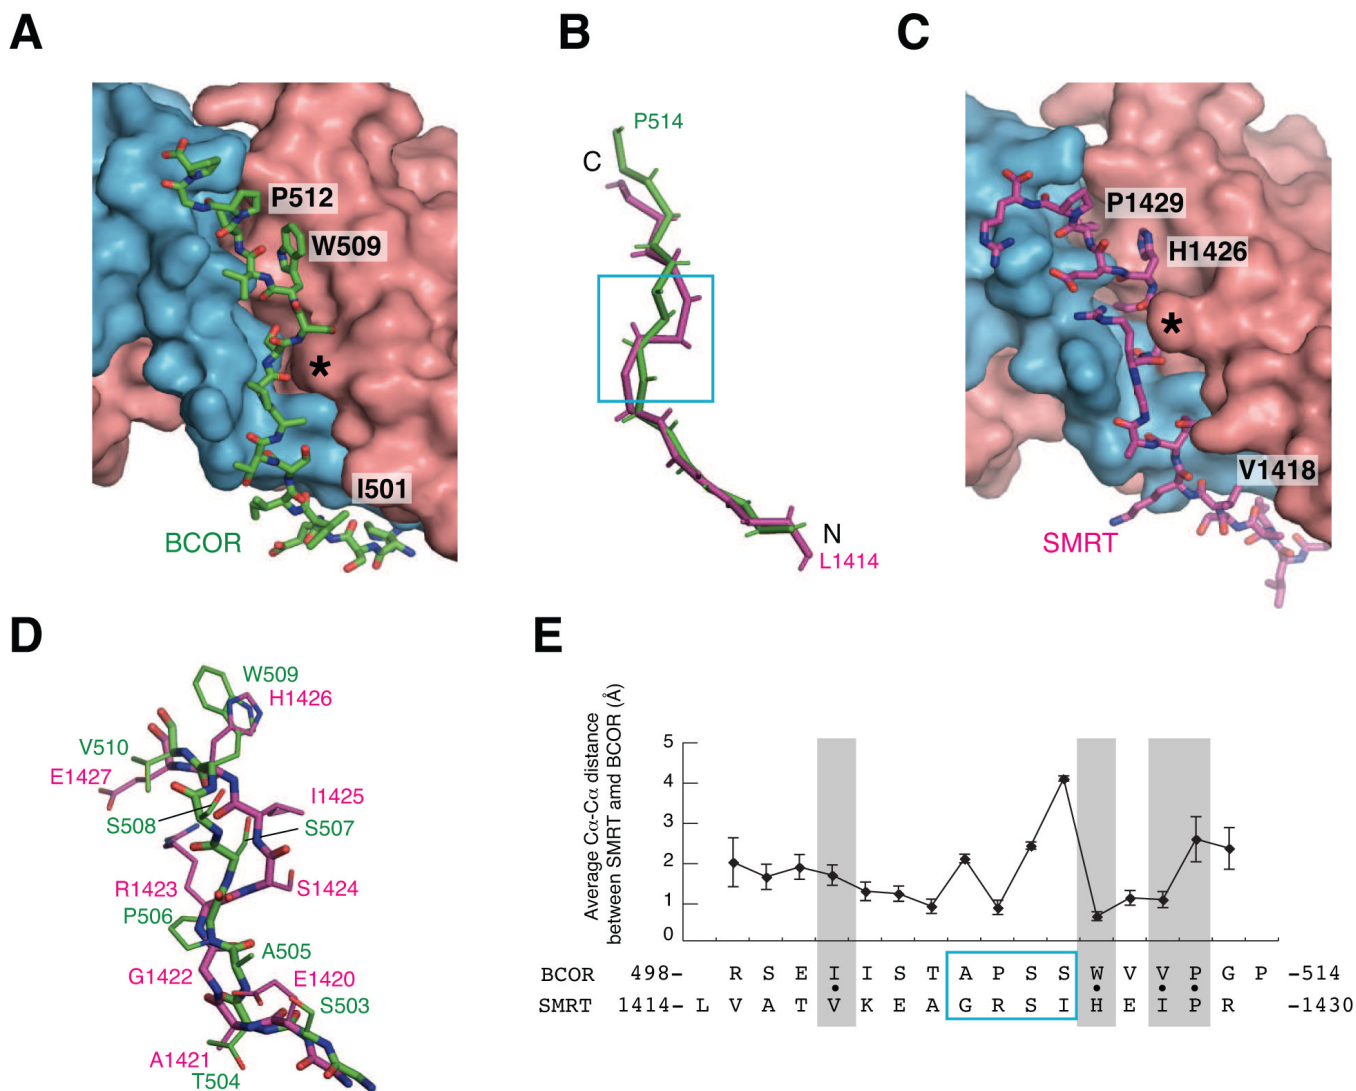 A
B
C
P514
C
P512
W509
*
I501
BCOR
N
L1414
P1429
H1426
*
V1418
SMRT
D
E
W509
H1426
V510
E1427
I1425
S508
S507
R1423
S1424
P506
A505
G1422
E1420
S503
A1421
T504
Average Cα-Cα distance
between SMRT amd BCOR (Å)
5
4
3
2
1
0
BCOR 498- R S E I I S T A P S S W V V P G P -514
SMRT 1414- L V A T V K E A G R S I H E I P R -1430